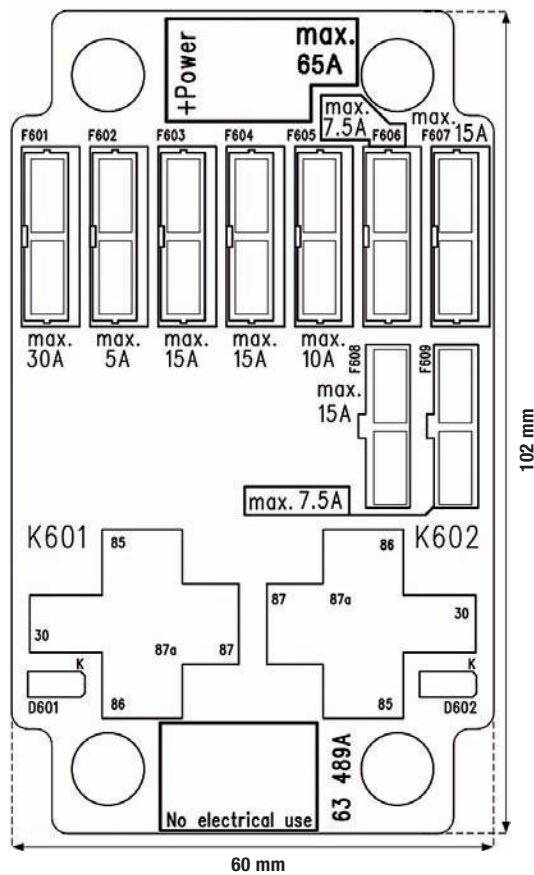 +Power
max.
65A
max.
7.5A
F601
F602
F603
F604
F605
F606
F607
max.
15A
max.
30A
max.
5A
max.
15A
max.
15A
max.
10A
F608
F609
max.
15A
max. 7.5A
K601
K602
85
30
87a
87
86
86
87
87a
30
85
K
D601
K
D602
No electrical use
63 489A
102 mm
60 mm